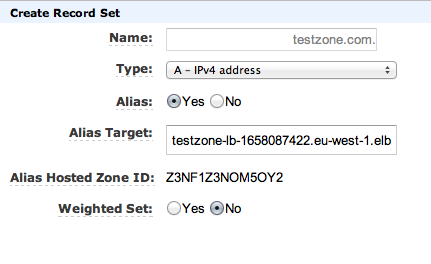 Create Record Set
Name: testzone.com.
Type: A – IPv4 address
Alias: Yes No
Alias Target: testzone-lb-1658087422.eu-west-1.elb
Alias Hosted Zone ID: Z3NF1Z3NOM5OY2
Weighted Set: Yes No